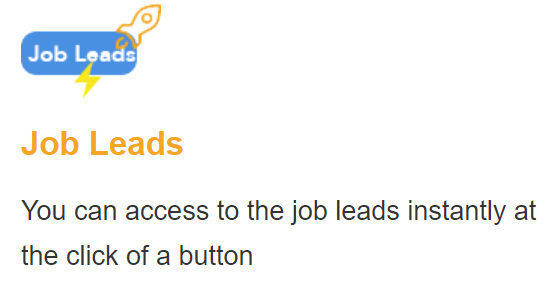 Job Leads
Job Leads
You can access to the job leads instantly at
the click of a button